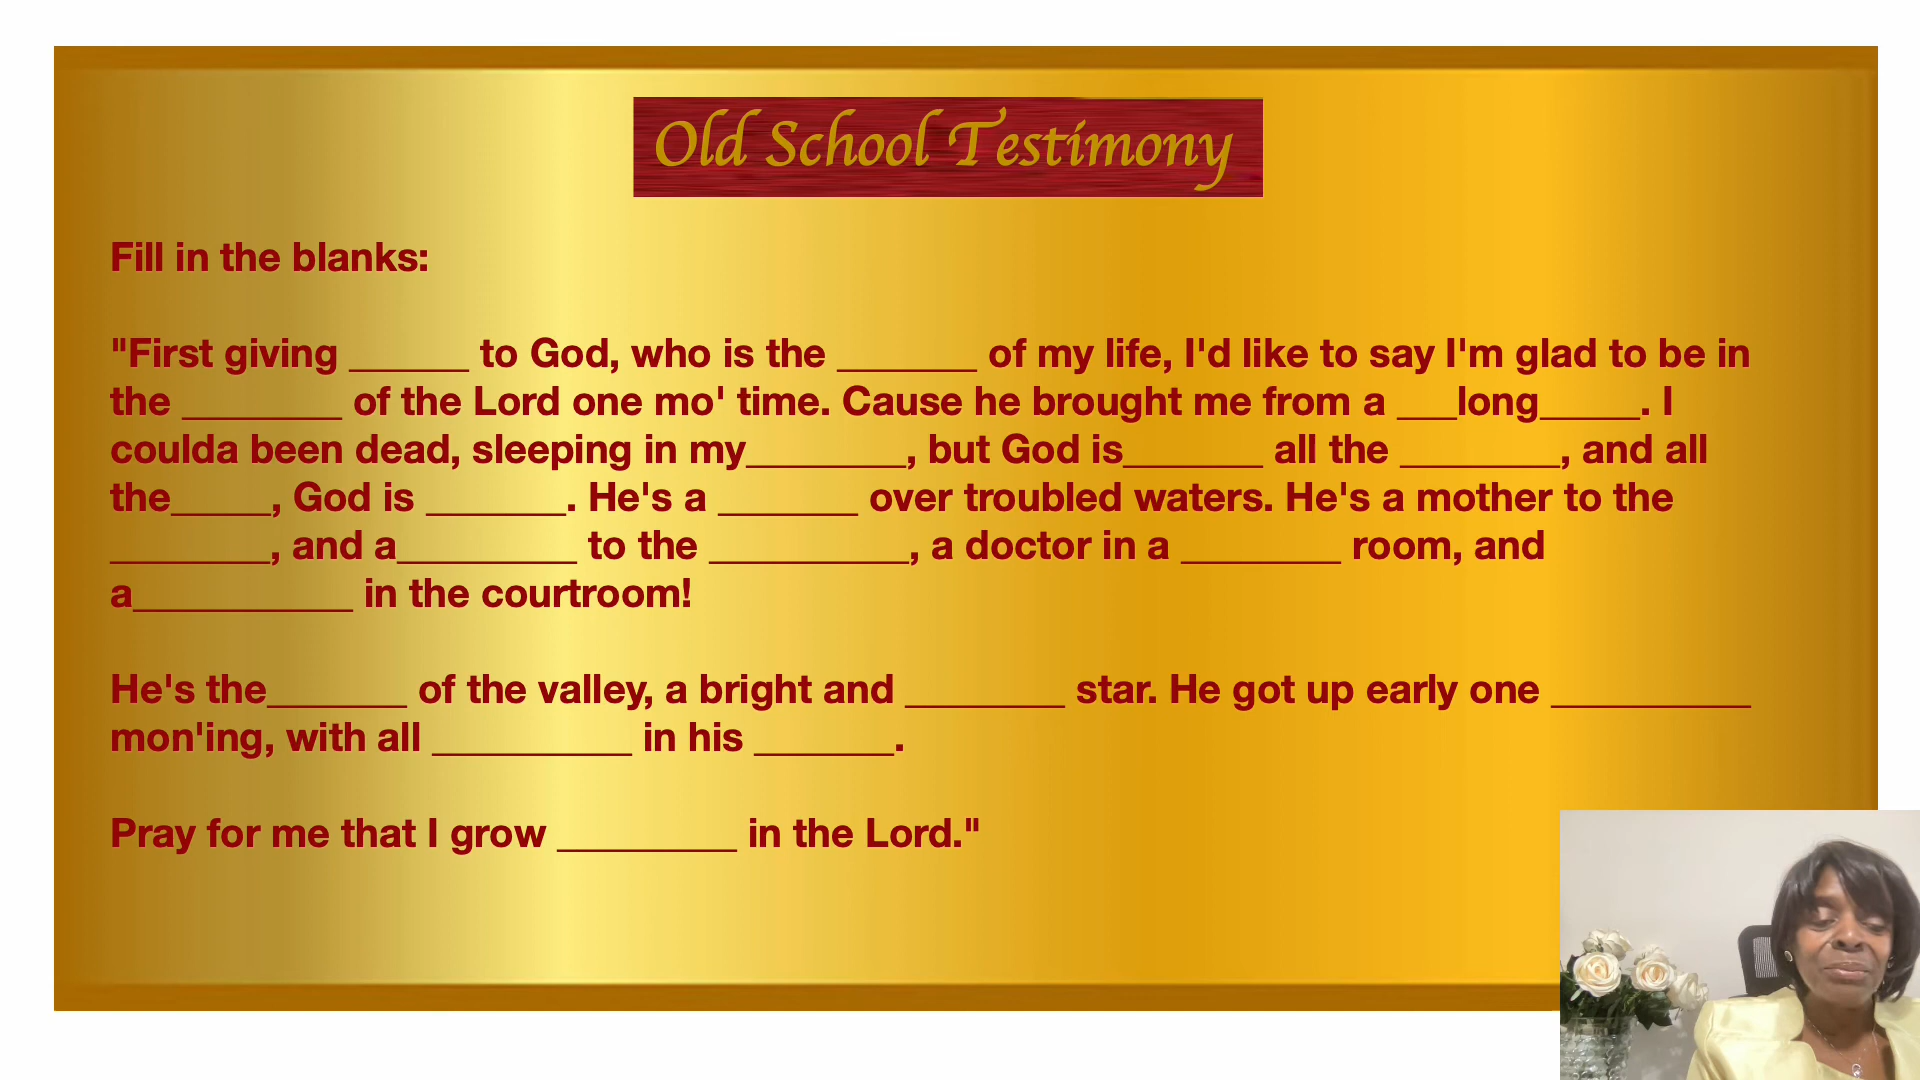 Old School Testimony
Fill in the blanks:
"First giving ______ to God, who is the _______ of my life, I'd like to say I'm glad to be in
the ________ of the Lord one mo' time. Cause he brought me from a ___long_____. I
coulda been dead, sleeping in my________, but God is_______ all the ________, and all
the_____, God is _______. He's a _______ over troubled waters. He's a mother to the
________, and a_________ to the __________, a doctor in a ________ room, and
a___________ in the courtroom!
He's the_______ of the valley, a bright and ________ star. He got up early one __________
mon'ing, with all __________ in his _______.
Pray for me that I grow _________ in the Lord."